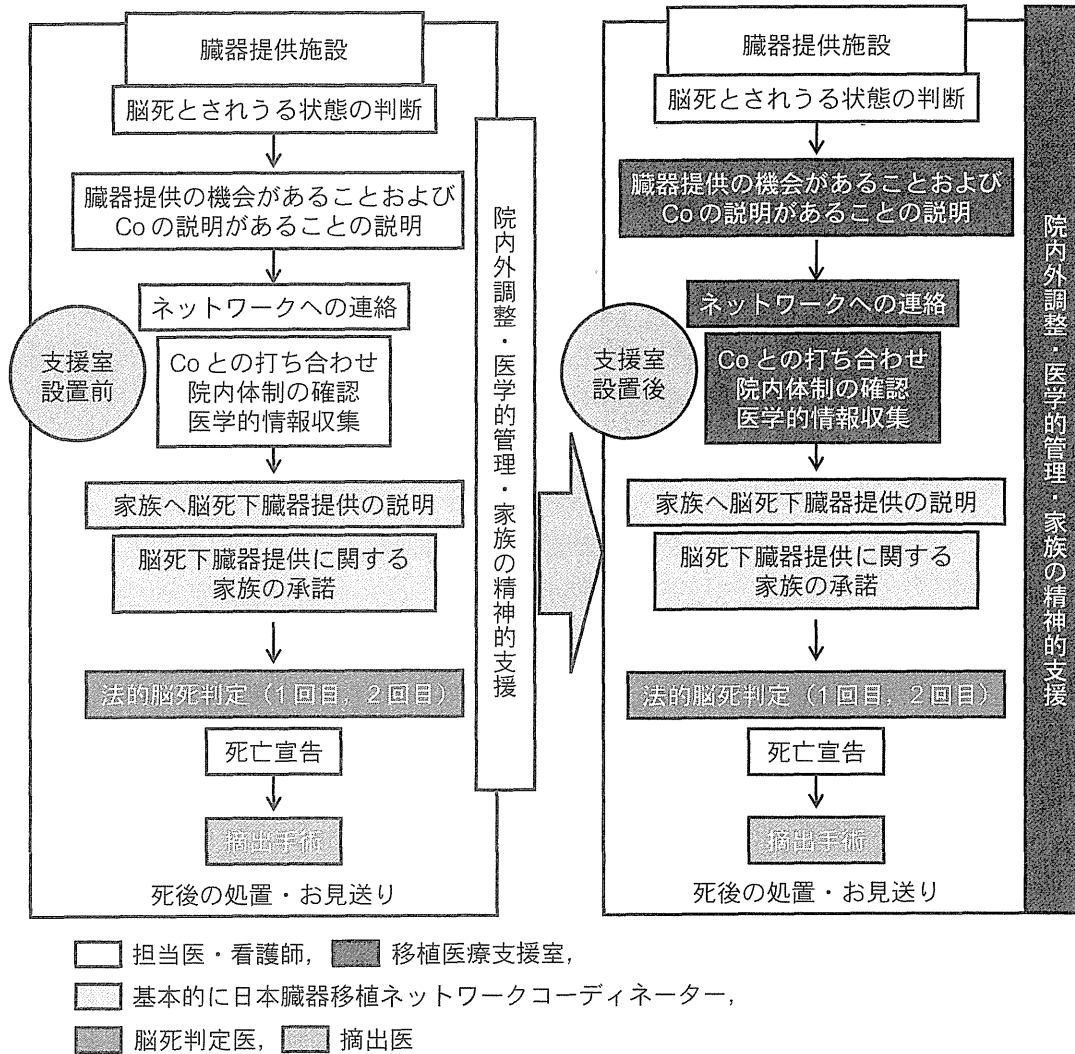 臓器提供施設
脳死とされうる状態の判断
臓器提供の機会があることおよび
Coの説明があることの説明
ネットワークへの連絡
支援室
設置前
Coとの打ち合わせ
院内体制の確認
医学的情報収集
家族へ脳死下臓器提供の説明
脳死下臓器提供に関する
家族の承諾
法的脳死判定（1回目，2回目）
死亡宣告
摘出手術
死後の処置・お見送り
院内外調整・医学的管理・家族の精神的支援
臓器提供施設
脳死とされうる状態の判断
臓器提供の機会があることおよび
Coの説明があることの説明
ネットワークへの連絡
支援室
設置後
Coとの打ち合わせ
院内体制の確認
医学的情報収集
家族へ脳死下臓器提供の説明
脳死下臓器提供に関する
家族の承諾
法的脳死判定（1回目，2回目）
死亡宣告
摘出手術
死後の処置・お見送り
院内外調整・医学的管理・家族の精神的支援
担当医・看護師， 移植医療支援室，
基本的に日本臓器移植ネットワークコーディネーター，
脳死判定医， 摘出医